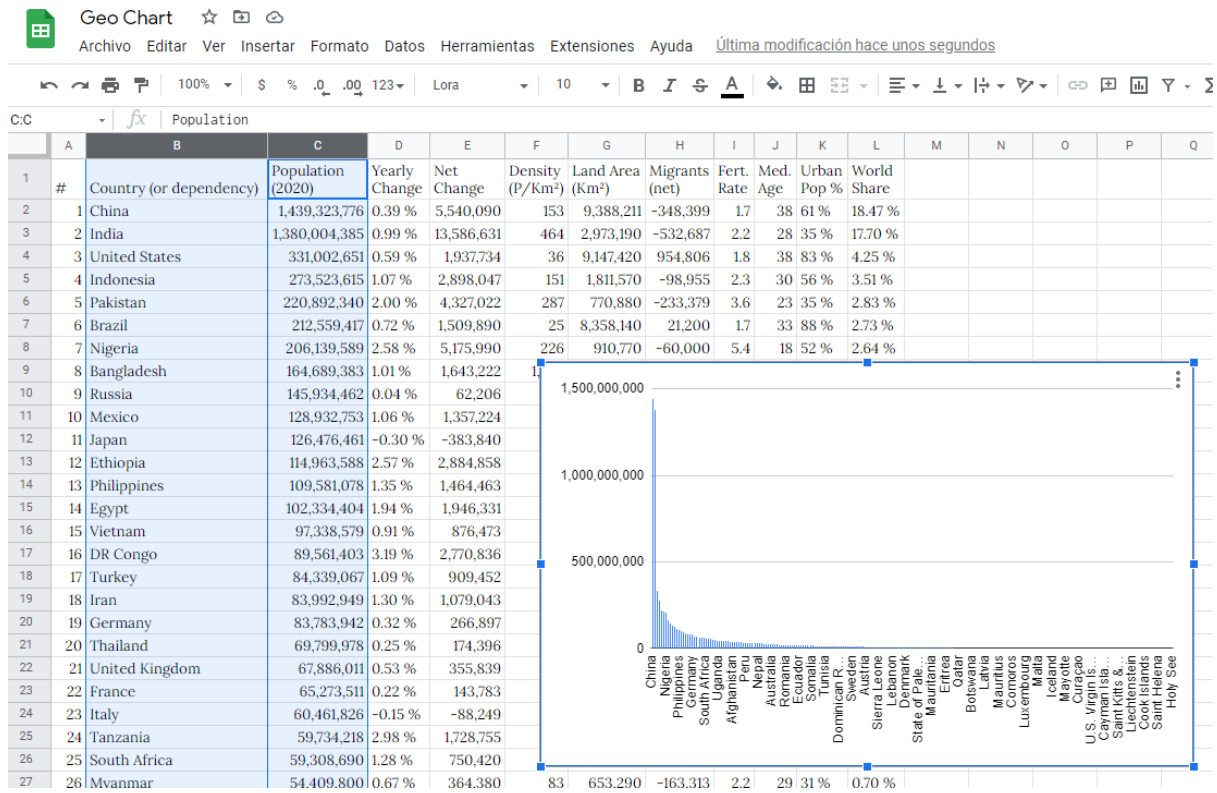 Geo Chart
Archivo Editar Ver Insertar Formato Datos Herramientas Extensiones Ayuda Última modificación hace unos segundos
100% $ % .0 .00 123 Lora 10 B I S A
C:C fx Population
A B C D E F G H I J K L M N O P Q
1 # Country (or dependency) Population (2020) Yearly Change Net Change Density (P/Km²) Land Area (Km²) Migrants (net) Fert. Rate Med. Age Urban Pop % World Share
2 1 China 1,439,323,776 0.39 % 5,540,090 153 9,388,211 -348,399 1.7 38 61 % 18.47 %
3 2 India 1,380,004,385 0.99 % 13,586,631 464 2,973,190 -532,687 2.2 28 35 % 17.70 %
4 3 United States 331,002,651 0.59 % 1,937,734 36 9,147,420 954,806 1.8 38 83 % 4.25 %
5 4 Indonesia 273,523,615 1.07 % 2,898,047 151 1,811,570 -98,955 2.3 30 56 % 3.51 %
6 5 Pakistan 220,892,340 2.00 % 4,327,022 287 770,880 -233,379 3.6 23 35 % 2.83 %
7 6 Brazil 212,559,417 0.72 % 1,509,890 25 8,358,140 21,200 1.7 33 88 % 2.73 %
8 7 Nigeria 206,139,589 2.58 % 5,175,990 226 910,770 -60,000 5.4 18 52 % 2.64 %
9 8 Bangladesh 164,689,383 1.01 % 1,643,222 1,
10 9 Russia 145,934,462 0.04 % 62,206
11 10 Mexico 128,932,753 1.06 % 1,357,224
12 11 Japan 126,476,461 -0.30 % -383,840
13 12 Ethiopia 114,963,588 2.57 % 2,884,858
14 13 Philippines 109,581,078 1.35 % 1,464,463
15 14 Egypt 102,334,404 1.94 % 1,946,331
16 15 Vietnam 97,338,579 0.91 % 876,473
17 16 DR Congo 89,561,403 3.19 % 2,770,836
18 17 Turkey 84,339,067 1.09 % 909,452
19 18 Iran 83,992,949 1.30 % 1,079,043
20 19 Germany 83,783,942 0.32 % 266,897
21 20 Thailand 69,799,978 0.25 % 174,396
22 21 United Kingdom 67,886,011 0.53 % 355,839
23 22 France 65,273,511 0.22 % 143,783
24 23 Italy 60,461,826 -0.15 % -88,249
25 24 Tanzania 59,734,218 2.98 % 1,728,755
26 25 South Africa 59,308,690 1.28 % 750,420
27 26 Myanmar 54,409,800 0.67 % 364,380 83 653,290 -163,313 2.2 29 31 % 0.70 %
1,500,000,000
1,000,000,000
500,000,000
0
China
Nigeria
Philippines
Germany
South Africa
Uganda
Afghanistan
Peru
Nepal
Australia
Romania
Ecuador
Somalia
Tunisia
Dominican R...
Sweden
Austria
Sierra Leone
Lebanon
Denmark
State of Pale...
Mauritania
Eritrea
Qatar
Botswana
Latvia
Mauritius
Comoros
Luxembourg
Malta
Iceland
Mayotte
Curaçao
U.S. Virgin Is...
Cayman Isla...
Saint Kitts &...
Liechtenstein
Cook Islands
Saint Helena
Holy See